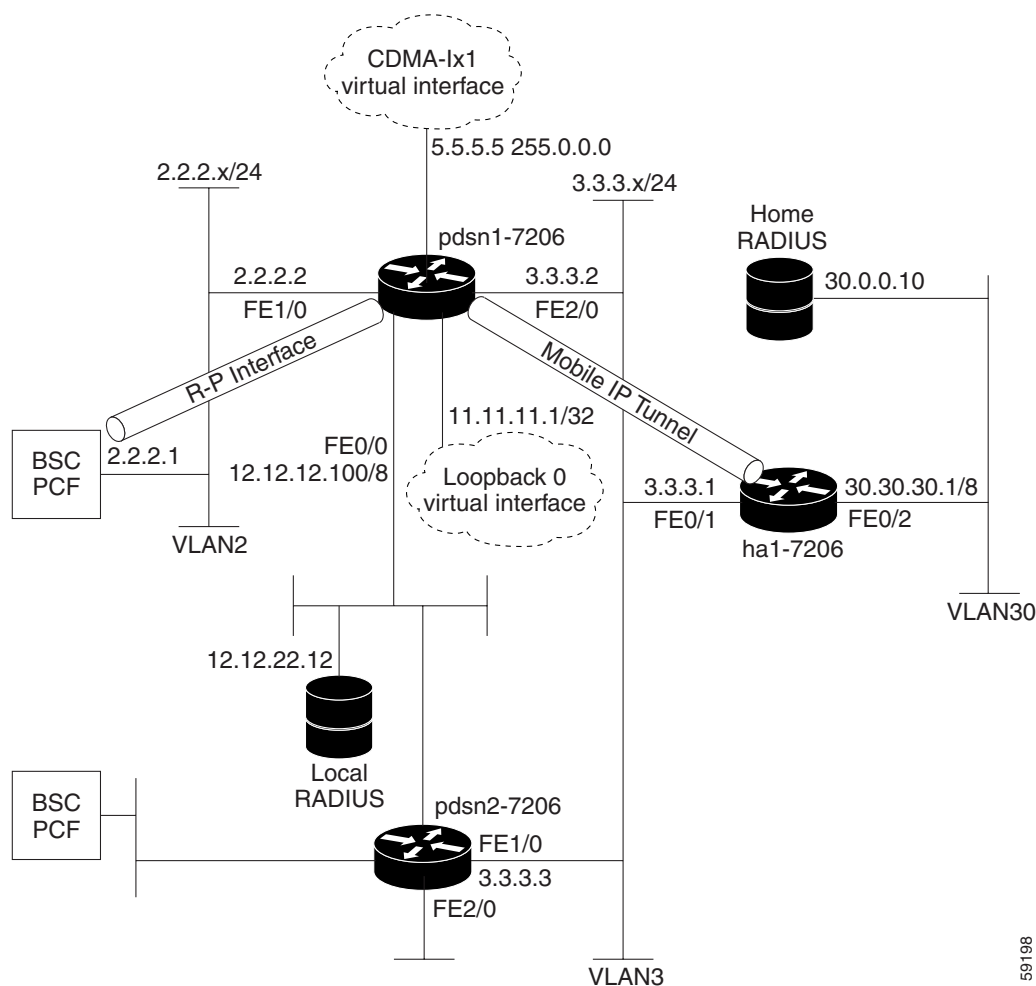 CDMA-Ix1
virtual interface
5.5.5.5 255.0.0.0
2.2.2.x/24
3.3.3.x/24
Home
RADIUS
pdsn1-7206
2.2.2.2
FE1/0
3.3.3.2
FE2/0
30.0.0.10
R-P Interface
Mobile IP Tunnel
11.11.11.1/32
FE0/0
12.12.12.100/8
Loopback 0
virtual interface
BSC
PCF
2.2.2.1
VLAN2
3.3.3.1
FE0/1
30.30.30.1/8
FE0/2
ha1-7206
VLAN30
12.12.22.12
Local
RADIUS
BSC
PCF
pdsn2-7206
FE1/0
3.3.3.3
FE2/0
VLAN3
59198